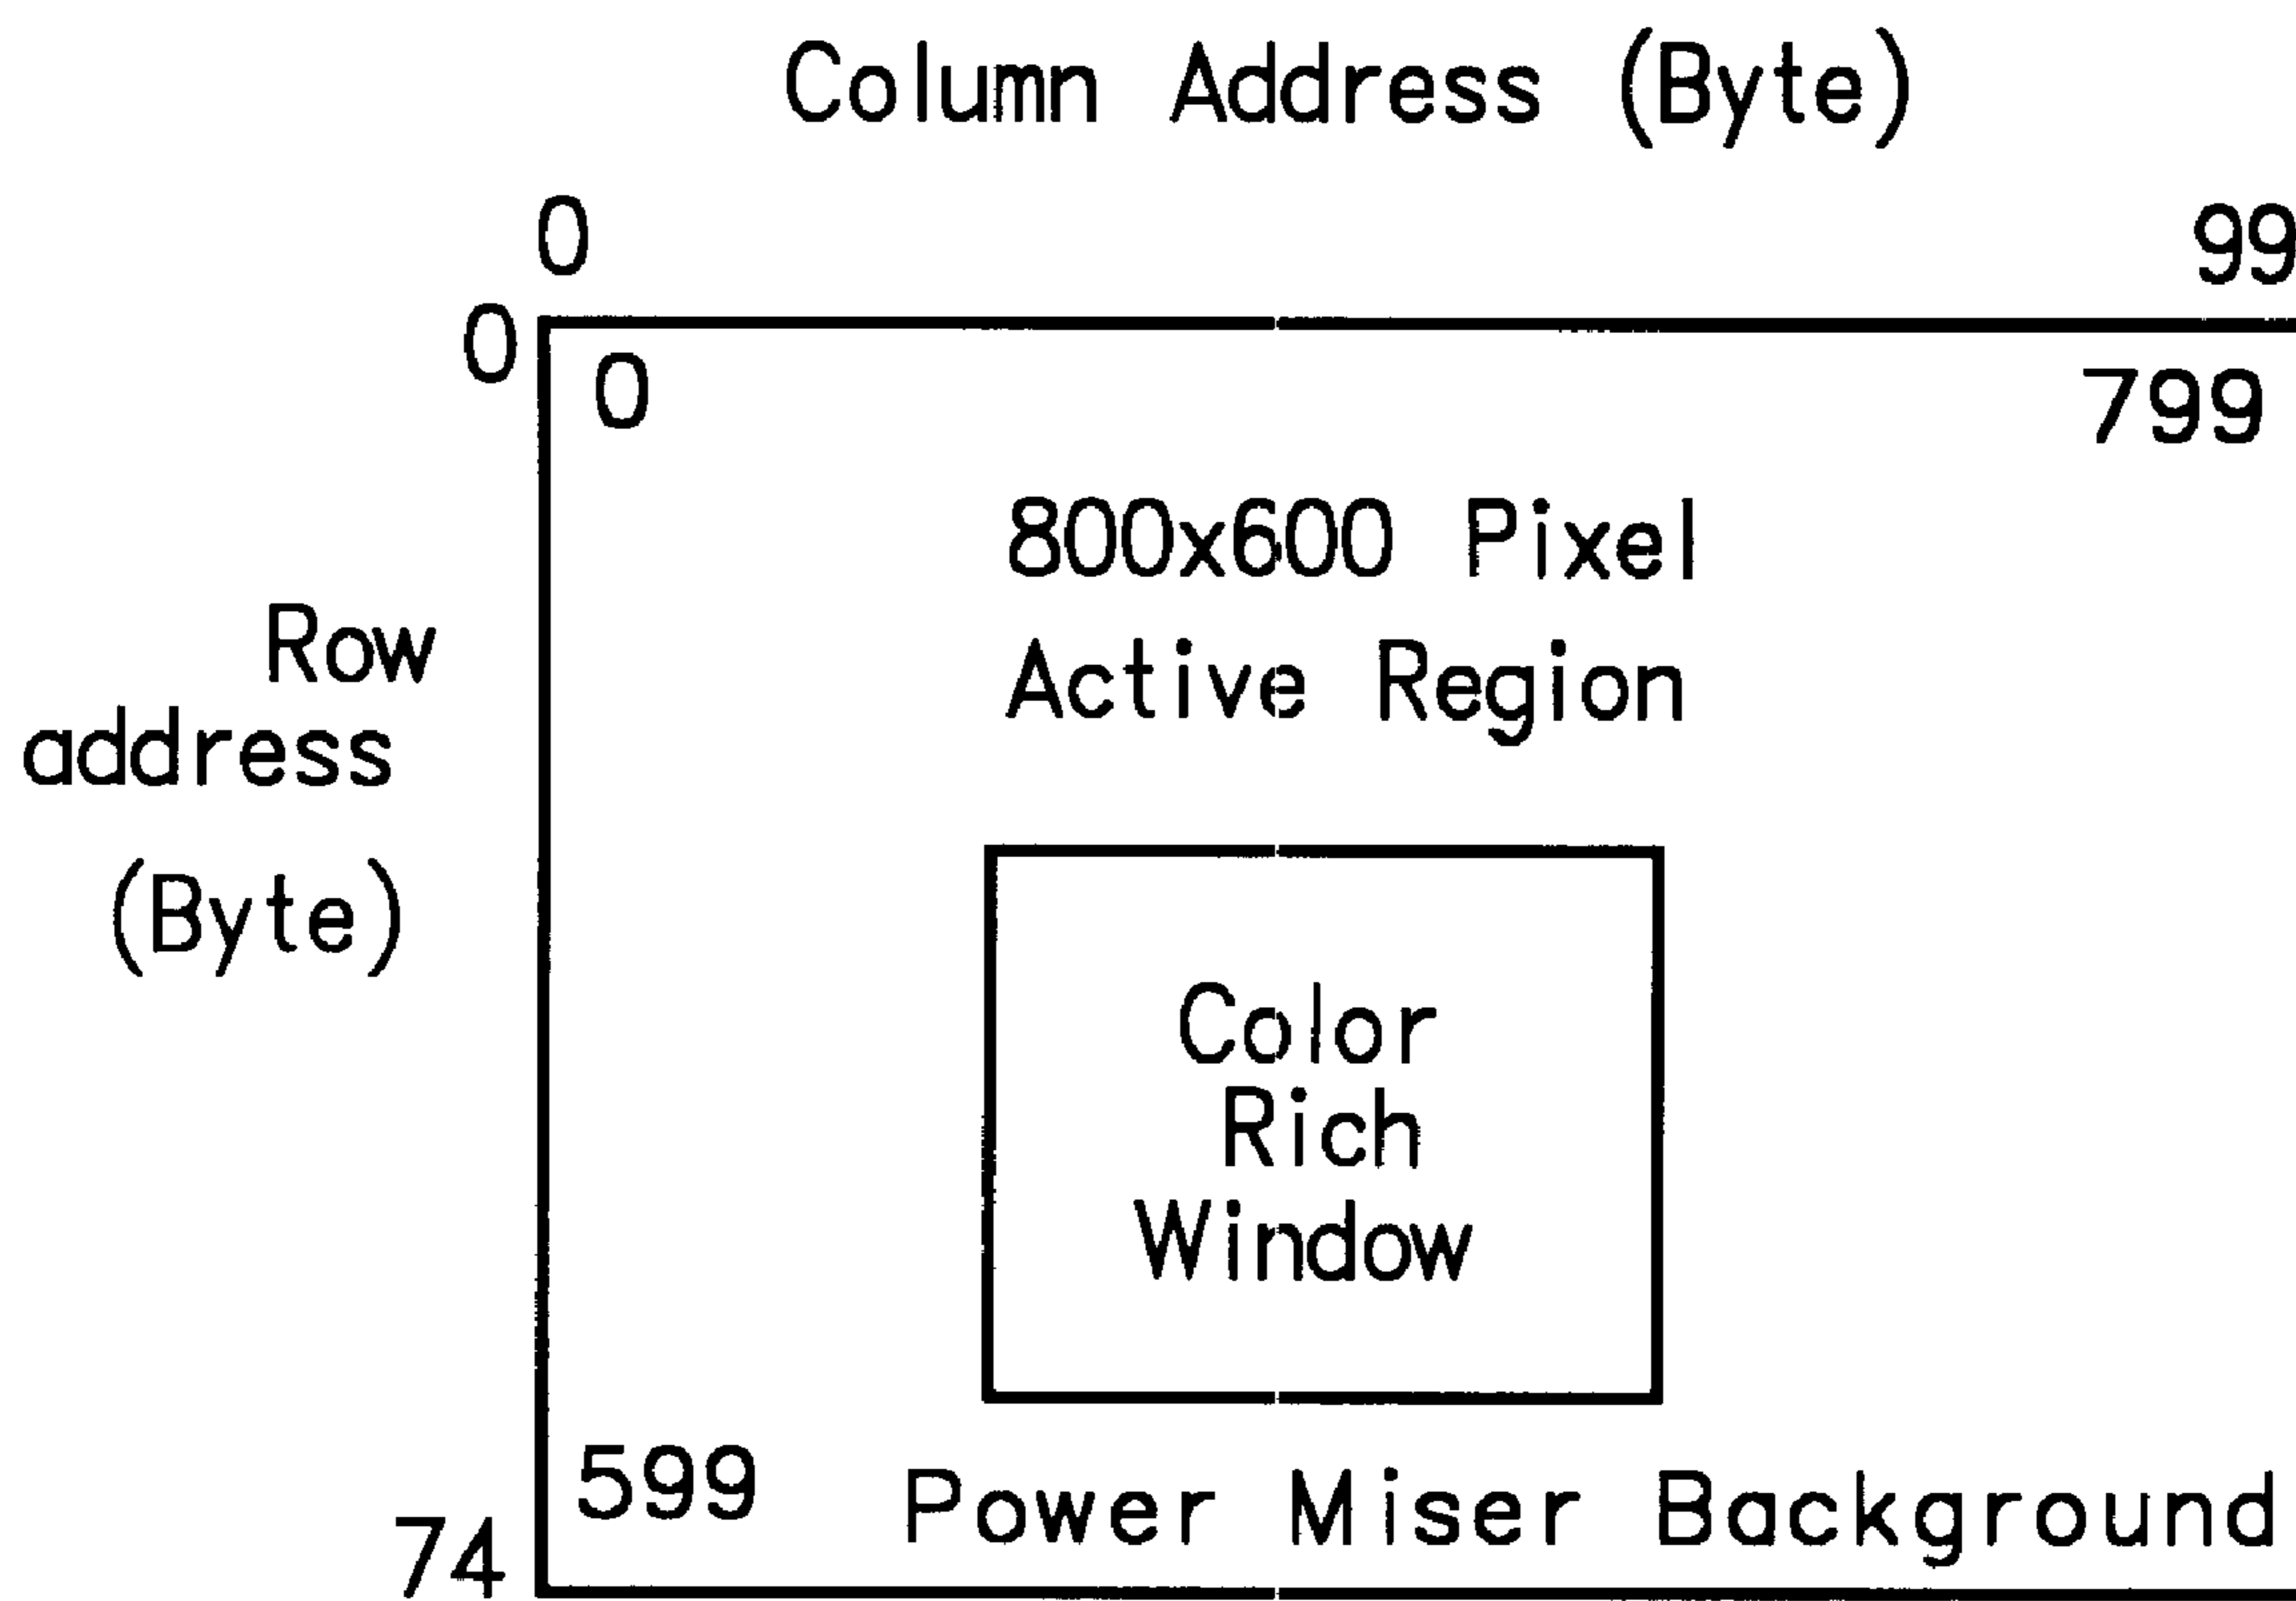 Column Address (Byte)
0 99
0
0 799
800x600 Pixel
Active Region
Row
address
(Byte)
Color
Rich
Window
599
Power Miser Background
74